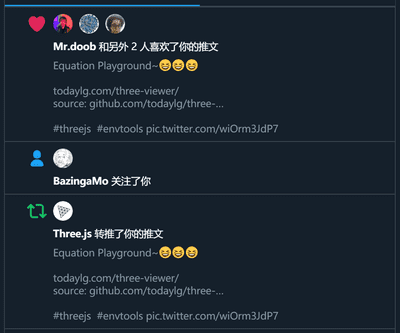 Mr.doob 和另外 2 人喜欢了你的推文
Equation Playground~😆😆😆
todaylg.com/three-viewer/
source: github.com/todaylg/three-…
#threejs #envtools pic.twitter.com/wiOrm3JdP7
BazingaMo 关注了你
Three.js 转推了你的推文
Equation Playground~😆😆😆
todaylg.com/three-viewer/
source: github.com/todaylg/three-…
#threejs #envtools pic.twitter.com/wiOrm3JdP7